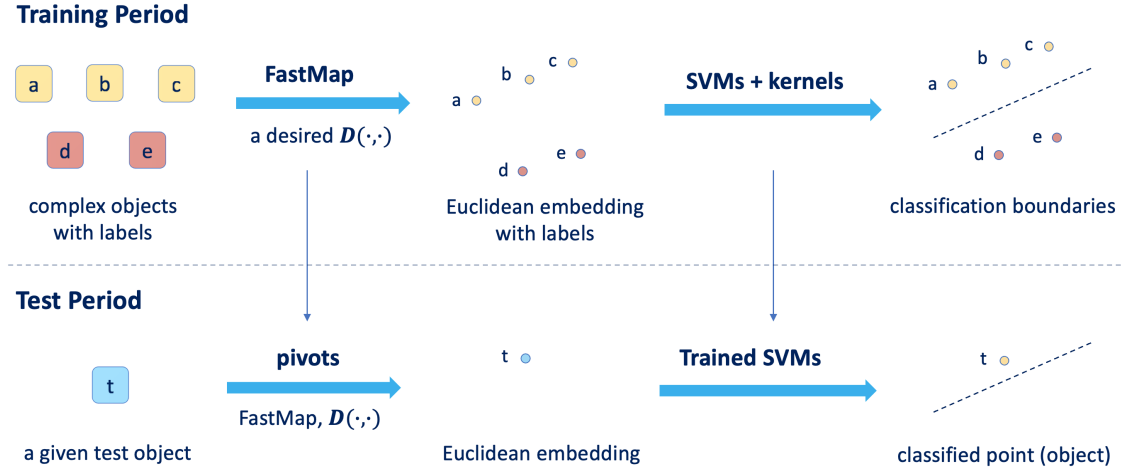 Training Period
a
b
c
d
e
complex objects
with labels
FastMap
a desired D(·,·)
a
b
c
d
e
Euclidean embedding
with labels
SVMs + kernels
a
b
c
d
e
classification boundaries
Test Period
t
a given test object
pivots
FastMap, D(·,·)
t
Euclidean embedding
Trained SVMs
t
classified point (object)